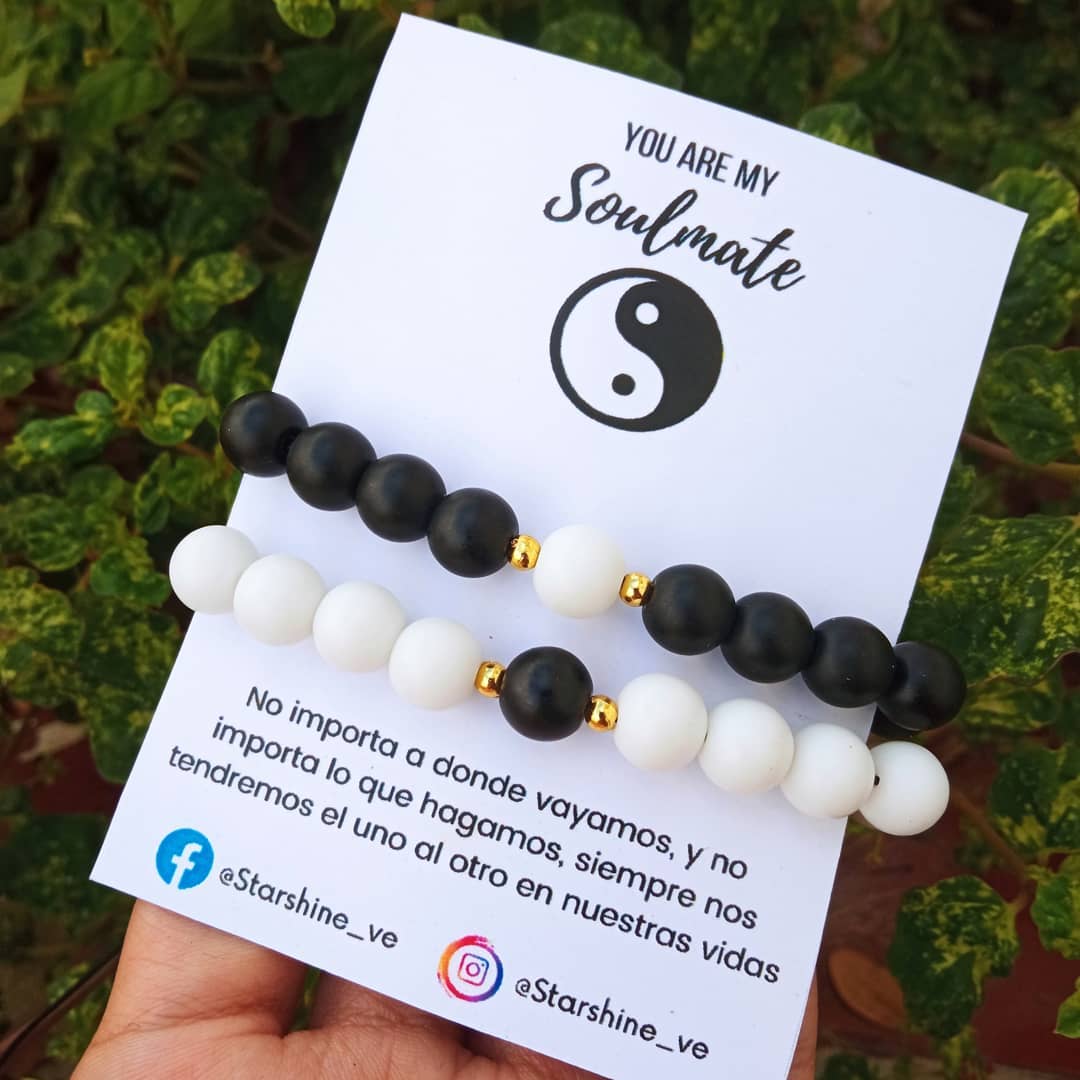 YOU ARE MY
Soulmate
No importa a donde vayamos, y no
importa lo que hagamos, siempre nos
tendremos el uno al otro en nuestras vidas
@Starshine_ve
@Starshine_ve